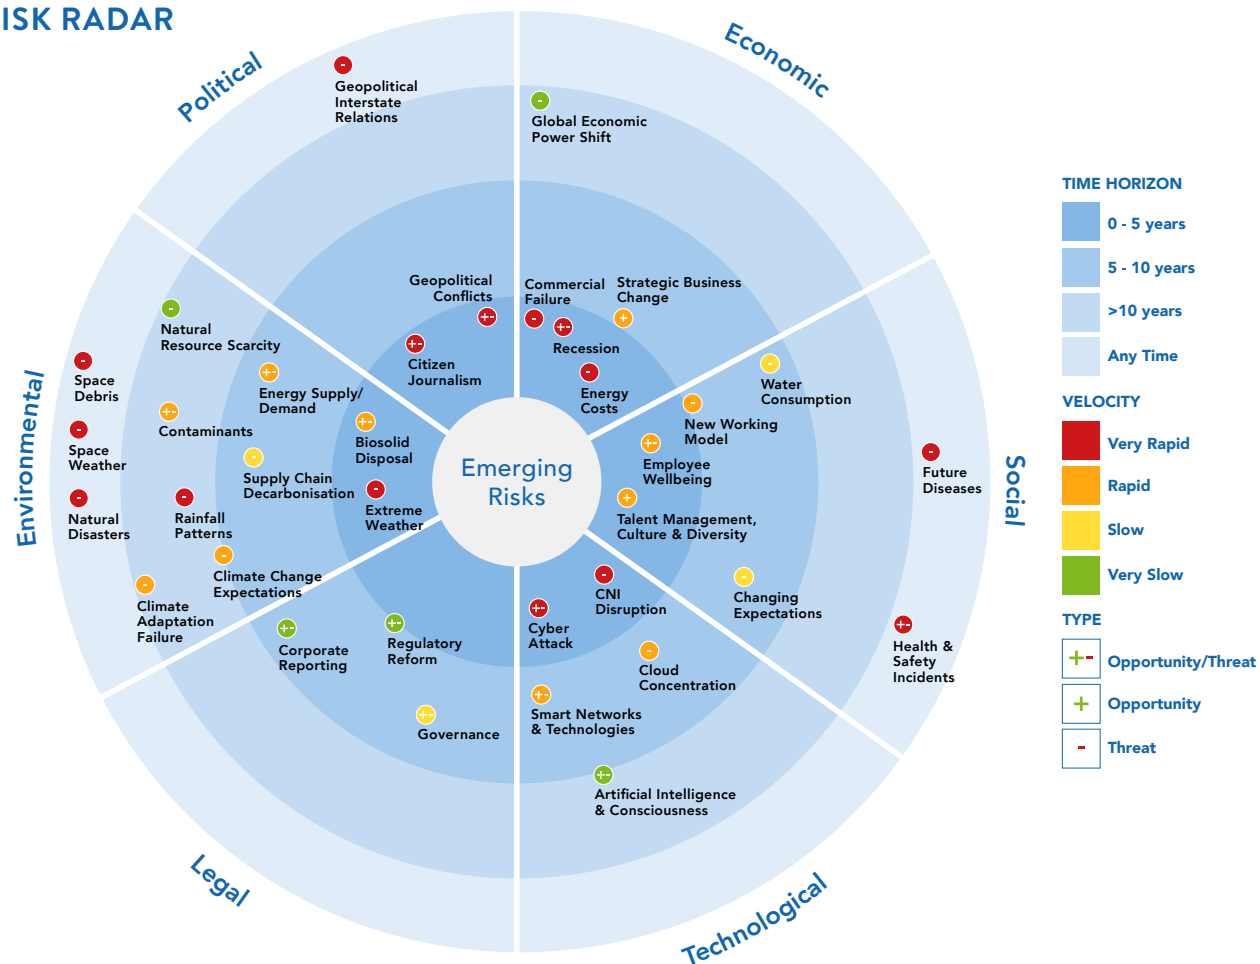 ISK RADAR
Political
Economic
Social
Technological
Legal
Environmental
Emerging
Risks
-
Geopolitical
Interstate
Relations
Geopolitical
Conflicts
+-
+-
Citizen
Journalism
-
Global Economic
Power Shift
Commercial
Failure
-
+-
Recession
Strategic Business
Change
+
-
Energy
Costs
-
Water
Consumption
-
New Working
Model
+-
Employee
Wellbeing
+
Talent Management,
Culture & Diversity
-
Future
Diseases
-
Changing
Expectations
+-
Health &
Safety
Incidents
-
CNI
Disruption
+-
Cyber
Attack
-
Cloud
Concentration
+-
Smart Networks
& Technologies
+-
Artificial Intelligence
& Consciousness
+-
Regulatory
Reform
+-
Corporate
Reporting
+-
Governance
-
Natural
Resource Scarcity
-
Space
Debris
+-
Energy Supply/
Demand
+-
Contaminants
+-
Biosolid
Disposal
-
Space
Weather
-
Supply Chain
Decarbonisation
-
Extreme
Weather
-
Natural
Disasters
-
Rainfall
Patterns
-
Climate Change
Expectations
-
Climate
Adaptation
Failure
TIME HORIZON
0 - 5 years
5 - 10 years
>10 years
Any Time
VELOCITY
Very Rapid
Rapid
Slow
Very Slow
TYPE
+- Opportunity/Threat
+ Opportunity
- Threat